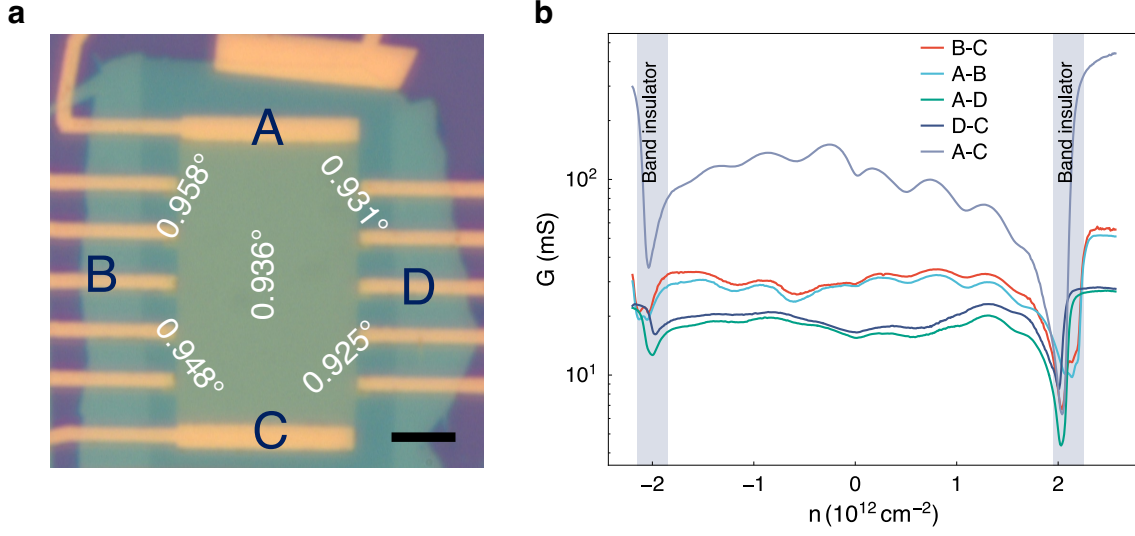 a
A
0.958°
0.931°
B
0.936°
D
0.948°
0.925°
C
b
G (mS)
10²
10¹
Band insulator
Band insulator
B-C
A-B
A-D
D-C
A-C
−2
−1
0
1
2
n (10¹² cm⁻²)